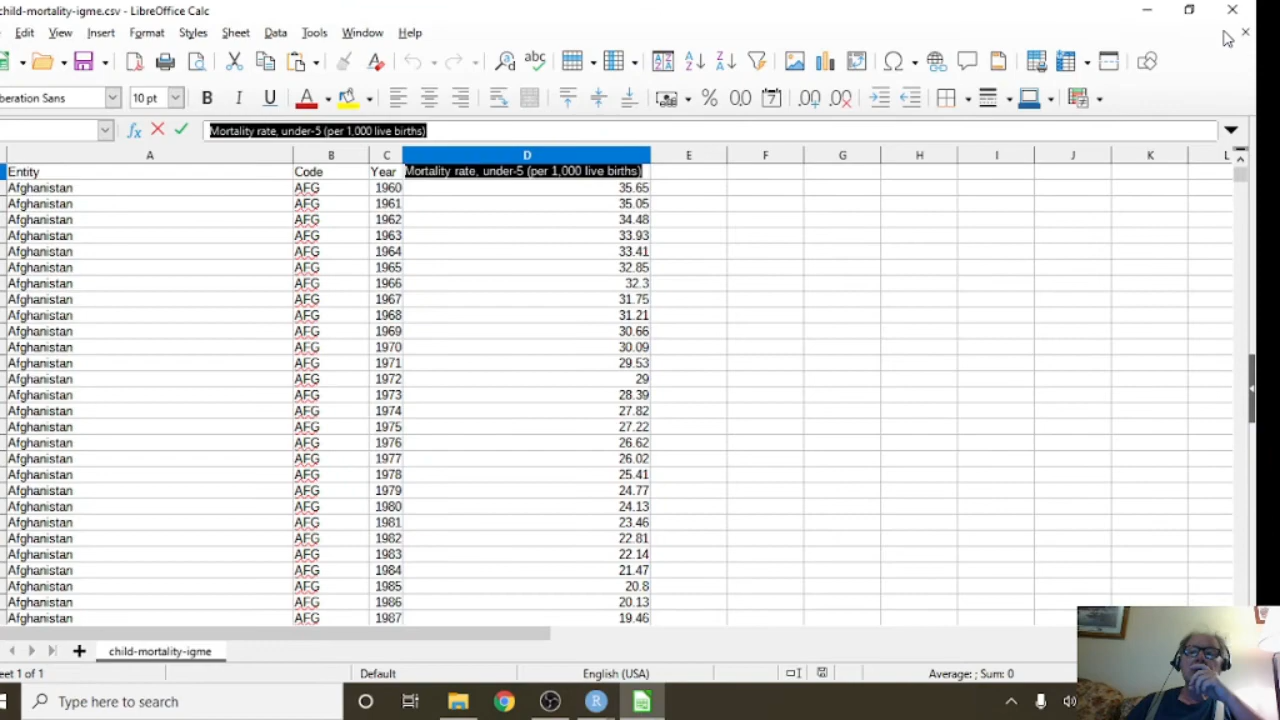 child-mortality-igme.csv - LibreOffice Calc
Edit View Insert Format Styles Sheet Data Tools Window Help
beration Sans 10 pt
Mortality rate, under-5 (per 1,000 live births)
A B C D E F G H I J K L
Entity Code Year Mortality rate, under-5 (per 1,000 live births)
Afghanistan AFG 1960 35.65
Afghanistan AFG 1961 35.05
Afghanistan AFG 1962 34.48
Afghanistan AFG 1963 33.93
Afghanistan AFG 1964 33.41
Afghanistan AFG 1965 32.85
Afghanistan AFG 1966 32.3
Afghanistan AFG 1967 31.75
Afghanistan AFG 1968 31.21
Afghanistan AFG 1969 30.66
Afghanistan AFG 1970 30.09
Afghanistan AFG 1971 29.53
Afghanistan AFG 1972 29
Afghanistan AFG 1973 28.39
Afghanistan AFG 1974 27.82
Afghanistan AFG 1975 27.22
Afghanistan AFG 1976 26.62
Afghanistan AFG 1977 26.02
Afghanistan AFG 1978 25.41
Afghanistan AFG 1979 24.77
Afghanistan AFG 1980 24.13
Afghanistan AFG 1981 23.46
Afghanistan AFG 1982 22.81
Afghanistan AFG 1983 22.14
Afghanistan AFG 1984 21.47
Afghanistan AFG 1985 20.8
Afghanistan AFG 1986 20.13
Afghanistan AFG 1987 19.46
child-mortality-igme
eet 1 of 1 Default English (USA) Average: ; Sum: 0
Type here to search